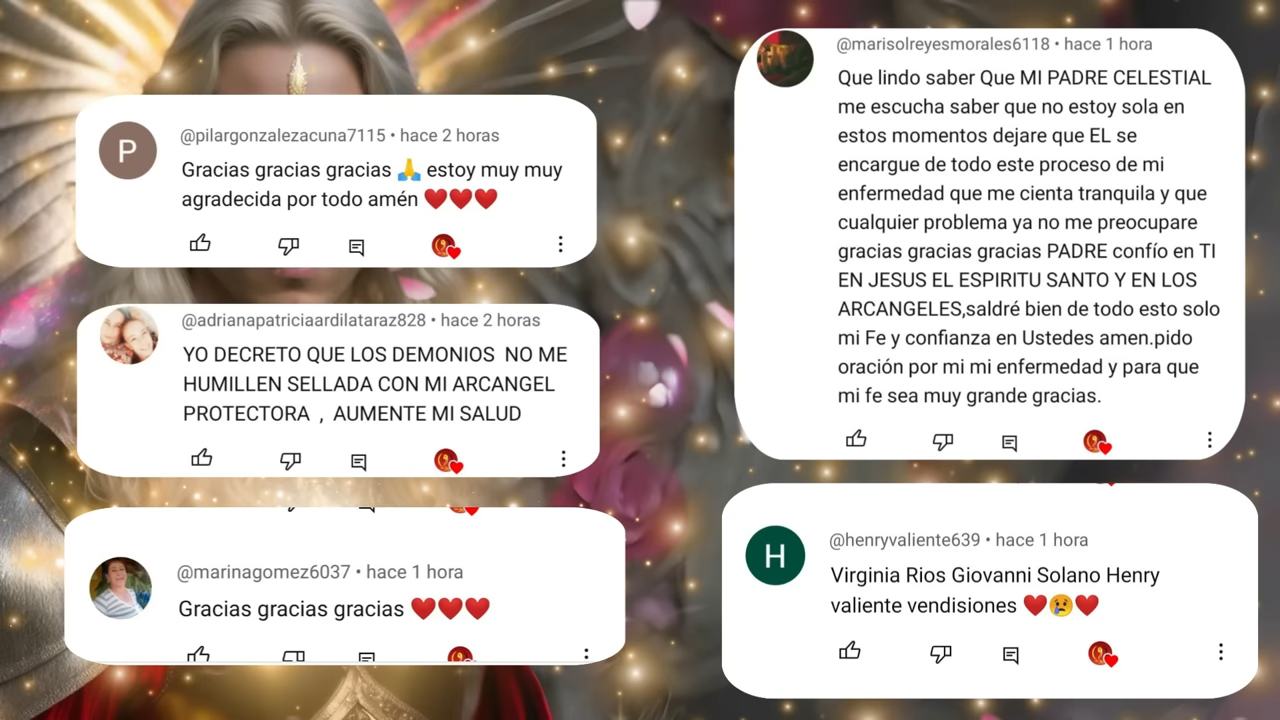 @pilargonzalezacuna7115 • hace 2 horas
Gracias gracias gracias 🙏 estoy muy muy
agradecida por todo amén ❤️❤️❤️
@adrianapatriciaardilataraz828 • hace 2 horas
YO DECRETO QUE LOS DEMONIOS NO ME
HUMILLEN SELLADA CON MI ARCANGEL
PROTECTORA , AUMENTE MI SALUD
@marinagomez6037 • hace 1 hora
Gracias gracias gracias ❤️❤️❤️
@marisolreyesmorales6118 • hace 1 hora
Que lindo saber Que MI PADRE CELESTIAL
me escucha saber que no estoy sola en
estos momentos dejare que EL se
encargue de todo este proceso de mi
enfermedad que me cienta tranquila y que
cualquier problema ya no me preocupare
gracias gracias gracias PADRE confío en TI
EN JESUS EL ESPIRITU SANTO Y EN LOS
ARCANGELES,saldré bien de todo esto solo
mi Fe y confianza en Ustedes amen.pido
oración por mi mi enfermedad y para que
mi fe sea muy grande gracias.
@henryvaliente639 • hace 1 hora
Virginia Rios Giovanni Solano Henry
valiente vendisiones ❤️😢❤️
P
H